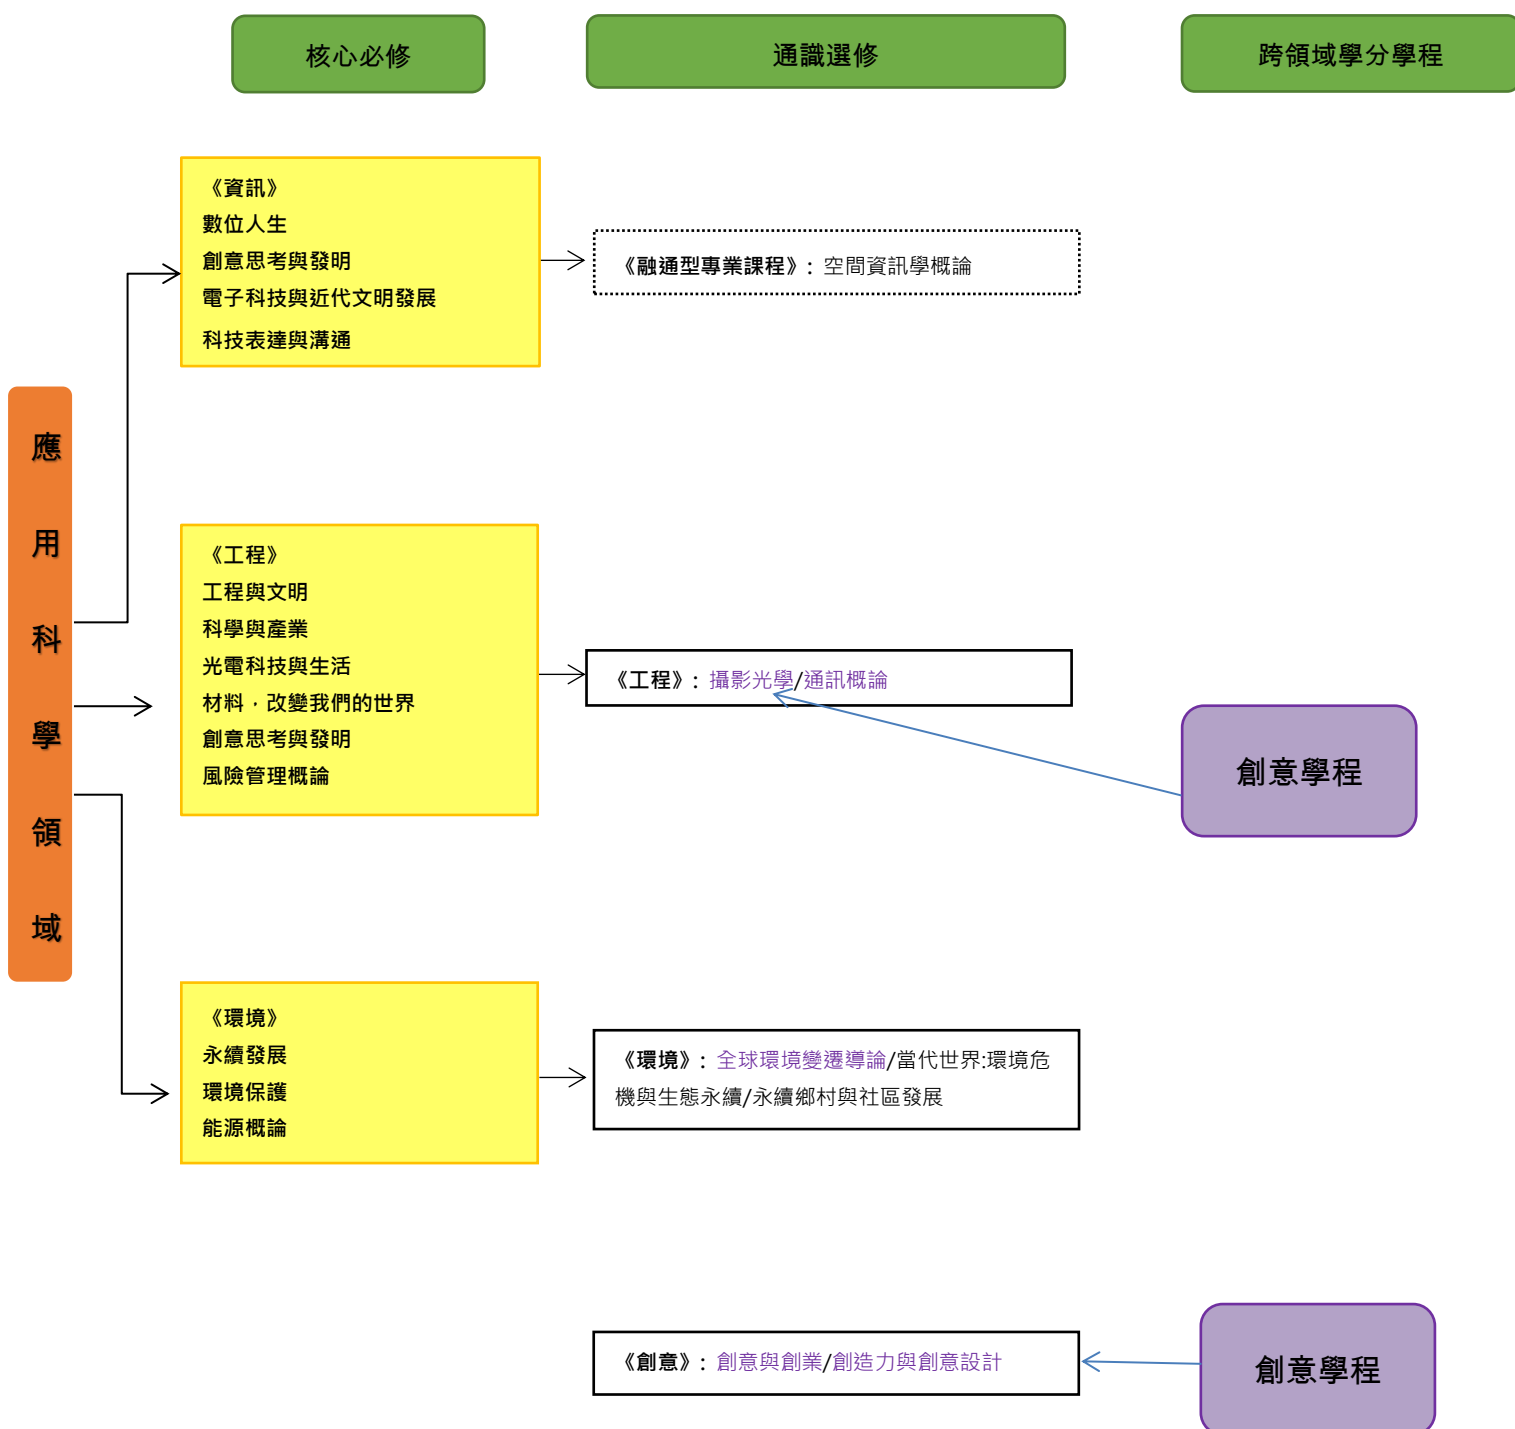 核心必修
通識選修
跨領域學分學程
應用科學領域
《資訊》
數位人生
創意思考與發明
電子科技與近代文明發展
科技表達與溝通
《融通型專業課程》: 空間資訊學概論
《工程》
工程與文明
科學與產業
光電科技與生活
材料．改變我們的世界
創意思考與發明
風險管理概論
《工程》: 攝影光學/通訊概論
創意學程
《環境》
永續發展
環境保護
能源概論
《環境》: 全球環境變遷導論/當代世界:環境危
機與生態永續/永續鄉村與社區發展
《創意》: 創意與創業/創造力與創意設計
創意學程